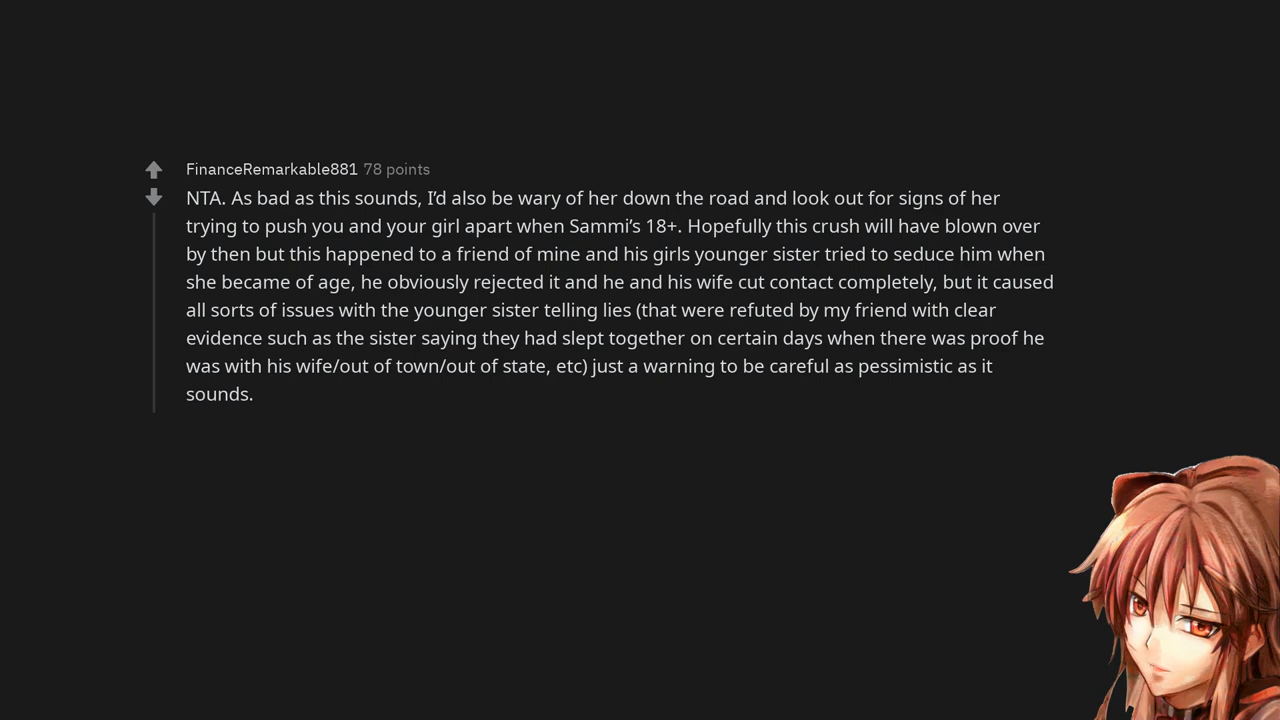 FinanceRemarkable881 78 points
NTA. As bad as this sounds, I’d also be wary of her down the road and look out for signs of her
trying to push you and your girl apart when Sammi’s 18+. Hopefully this crush will have blown over
by then but this happened to a friend of mine and his girls younger sister tried to seduce him when
she became of age, he obviously rejected it and he and his wife cut contact completely, but it caused
all sorts of issues with the younger sister telling lies (that were refuted by my friend with clear
evidence such as the sister saying they had slept together on certain days when there was proof he
was with his wife/out of town/out of state, etc) just a warning to be careful as pessimistic as it
sounds.